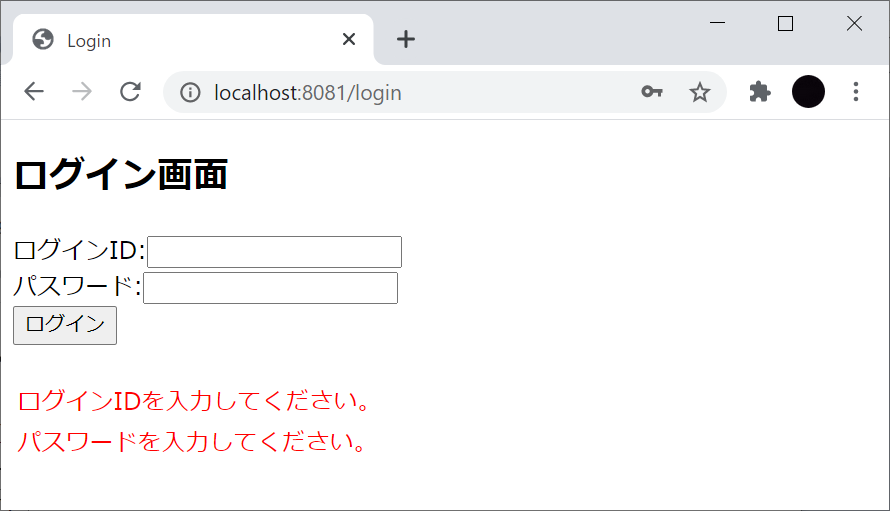 Login
localhost:8081/login
ログイン画面
ログインID:
パスワード:
ログイン
ログインIDを入力してください。
パスワードを入力してください。